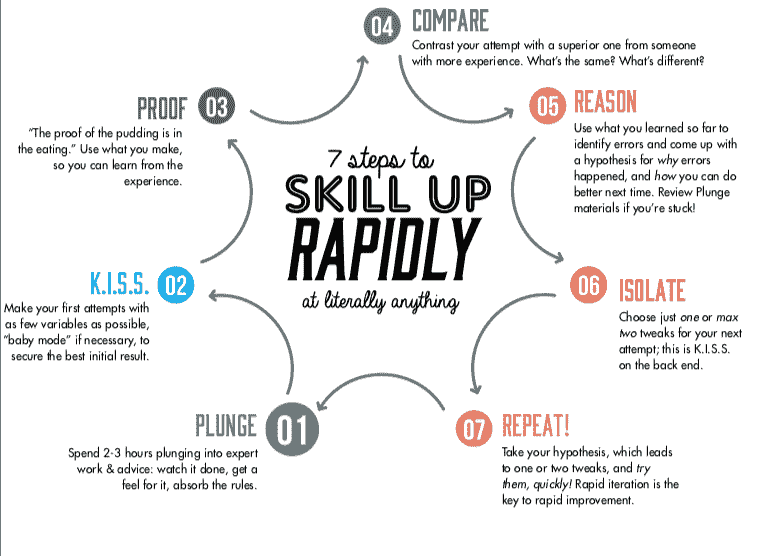 7 steps to
SKILL UP
RAPIDLY
at literally anything
01
PLUNGE
Spend 2-3 hours plunging into expert
work & advice: watch it done, get a
feel for it, absorb the rules.
02
K.I.S.S.
Make your first attempts with
as few variables as possible,
"baby mode" if necessary, to
secure the best initial result.
03
PROOF
"The proof of the pudding is in
the eating." Use what you make,
so you can learn from the
experience.
04
COMPARE
Contrast your attempt with a superior one from someone
with more experience. What's the same? What's different?
05
REASON
Use what you learned so far to
identify errors and come up with
a hypothesis for why errors
happened, and how you can do
better next time. Review Plunge
materials if you're stuck!
06
ISOLATE
Choose just one or max
two tweaks for your next
attempt; this is K.I.S.S.
on the back end.
07
REPEAT!
Take your hypothesis, which leads
to one or two tweaks, and try
them, quickly! Rapid iteration is the
key to rapid improvement.